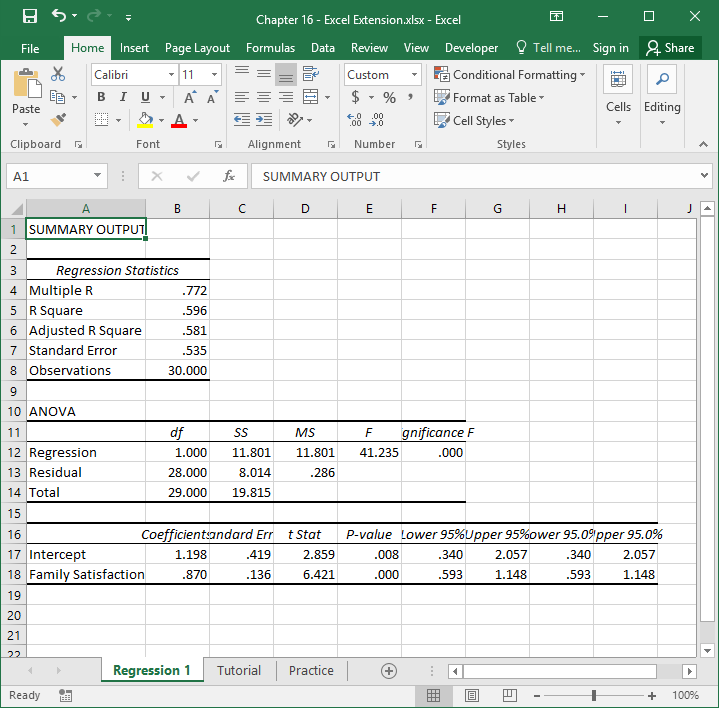 Chapter 16 - Excel Extension.xlsx - Excel
File Home Insert Page Layout Formulas Data Review View Developer Tell me... Sign in Share
Calibri 11 Custom Conditional Formatting
Paste B I U A A $ % , Format as Table Cells Editing
A .0 .00 .00 .0 Cell Styles
Clipboard Font Alignment Number Styles
A1 fx SUMMARY OUTPUT
A B C D E F G H I J
1 SUMMARY OUTPUT
2
3 Regression Statistics
4 Multiple R .772
5 R Square .596
6 Adjusted R Square .581
7 Standard Error .535
8 Observations 30.000
9
10 ANOVA
11 df SS MS F gnificance F
12 Regression 1.000 11.801 11.801 41.235 .000
13 Residual 28.000 8.014 .286
14 Total 29.000 19.815
15
16 Coefficients andard Err t Stat P-value Lower 95% Upper 95% ower 95.0% pper 95.0%
17 Intercept 1.198 .419 2.859 .008 .340 2.057 .340 2.057
18 Family Satisfaction .870 .136 6.421 .000 .593 1.148 .593 1.148
19
20
21
22
Regression 1 Tutorial Practice
Ready 100%